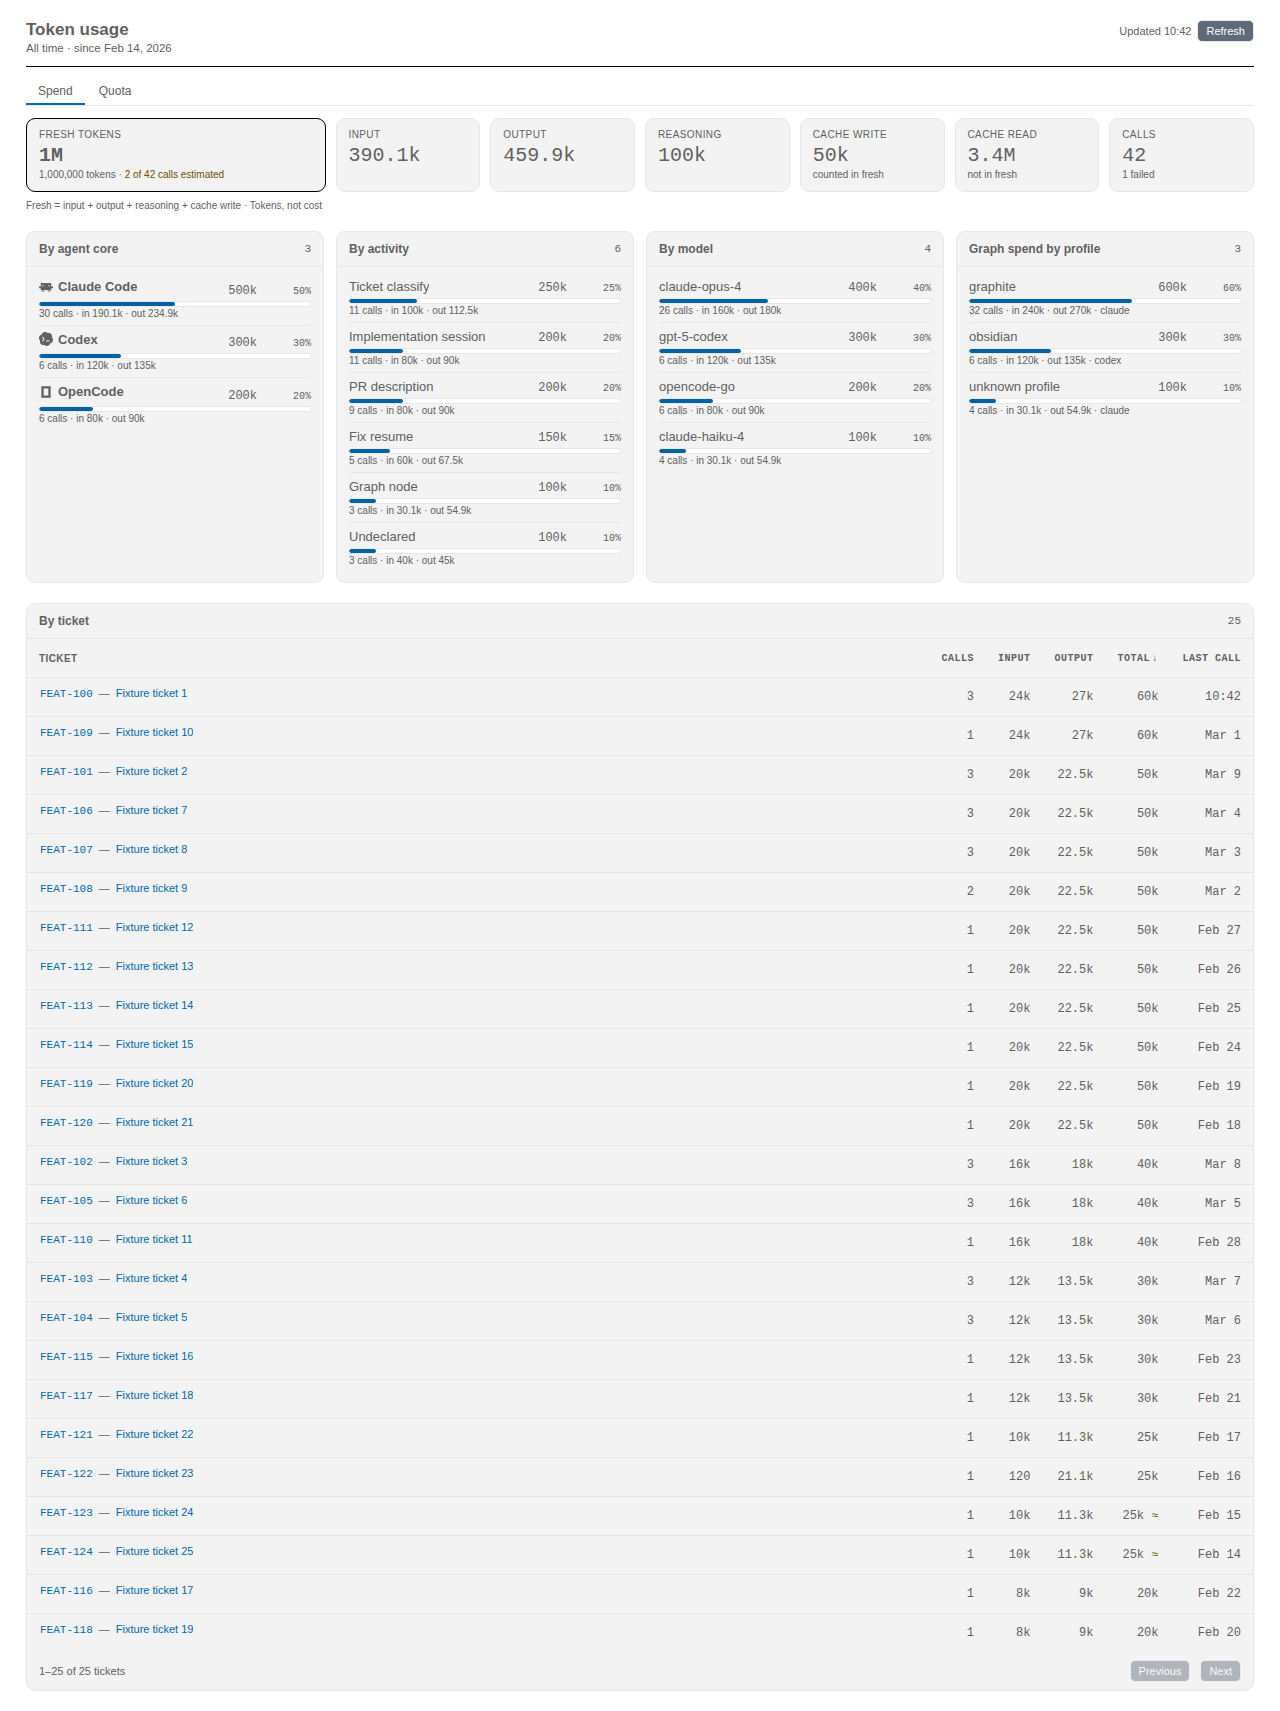 Token usage
All time · since Feb 14, 2026
Updated 10:42 Refresh
Spend Quota
FRESH TOKENS
1M
1,000,000 tokens · 2 of 42 calls estimated
INPUT
390.1k
OUTPUT
459.9k
REASONING
100k
CACHE WRITE
50k
counted in fresh
CACHE READ
3.4M
not in fresh
CALLS
42
1 failed
Fresh = input + output + reasoning + cache write · Tokens, not cost
By agent core 3
Claude Code 500k 50%
30 calls · in 190.1k · out 234.9k
Codex 300k 30%
6 calls · in 120k · out 135k
OpenCode 200k 20%
6 calls · in 80k · out 90k
By activity 6
Ticket classify 250k 25%
11 calls · in 100k · out 112.5k
Implementation session 200k 20%
11 calls · in 80k · out 90k
PR description 200k 20%
9 calls · in 80k · out 90k
Fix resume 150k 15%
5 calls · in 60k · out 67.5k
Graph node 100k 10%
3 calls · in 30.1k · out 54.9k
Undeclared 100k 10%
3 calls · in 40k · out 45k
By model 4
claude-opus-4 400k 40%
26 calls · in 160k · out 180k
gpt-5-codex 300k 30%
6 calls · in 120k · out 135k
opencode-go 200k 20%
6 calls · in 80k · out 90k
claude-haiku-4 100k 10%
4 calls · in 30.1k · out 54.9k
Graph spend by profile 3
graphite 600k 60%
32 calls · in 240k · out 270k · claude
obsidian 300k 30%
6 calls · in 120k · out 135k · codex
unknown profile 100k 10%
4 calls · in 30.1k · out 54.9k · claude
By ticket 25
TICKET CALLS INPUT OUTPUT TOTAL ↓ LAST CALL
FEAT-100 — Fixture ticket 1 3 24k 27k 60k 10:42
FEAT-109 — Fixture ticket 10 1 24k 27k 60k Mar 1
FEAT-101 — Fixture ticket 2 3 20k 22.5k 50k Mar 9
FEAT-106 — Fixture ticket 7 3 20k 22.5k 50k Mar 4
FEAT-107 — Fixture ticket 8 3 20k 22.5k 50k Mar 3
FEAT-108 — Fixture ticket 9 2 20k 22.5k 50k Mar 2
FEAT-111 — Fixture ticket 12 1 20k 22.5k 50k Feb 27
FEAT-112 — Fixture ticket 13 1 20k 22.5k 50k Feb 26
FEAT-113 — Fixture ticket 14 1 20k 22.5k 50k Feb 25
FEAT-114 — Fixture ticket 15 1 20k 22.5k 50k Feb 24
FEAT-119 — Fixture ticket 20 1 20k 22.5k 50k Feb 19
FEAT-120 — Fixture ticket 21 1 20k 22.5k 50k Feb 18
FEAT-102 — Fixture ticket 3 3 16k 18k 40k Mar 8
FEAT-105 — Fixture ticket 6 3 16k 18k 40k Mar 5
FEAT-110 — Fixture ticket 11 1 16k 18k 40k Feb 28
FEAT-103 — Fixture ticket 4 3 12k 13.5k 30k Mar 7
FEAT-104 — Fixture ticket 5 3 12k 13.5k 30k Mar 6
FEAT-115 — Fixture ticket 16 1 12k 13.5k 30k Feb 23
FEAT-117 — Fixture ticket 18 1 12k 13.5k 30k Feb 21
FEAT-121 — Fixture ticket 22 1 10k 11.3k 25k Feb 17
FEAT-122 — Fixture ticket 23 1 120 21.1k 25k Feb 16
FEAT-123 — Fixture ticket 24 1 10k 11.3k 25k ≈ Feb 15
FEAT-124 — Fixture ticket 25 1 10k 11.3k 25k ≈ Feb 14
FEAT-116 — Fixture ticket 17 1 8k 9k 20k Feb 22
FEAT-118 — Fixture ticket 19 1 8k 9k 20k Feb 20
1–25 of 25 tickets Previous Next